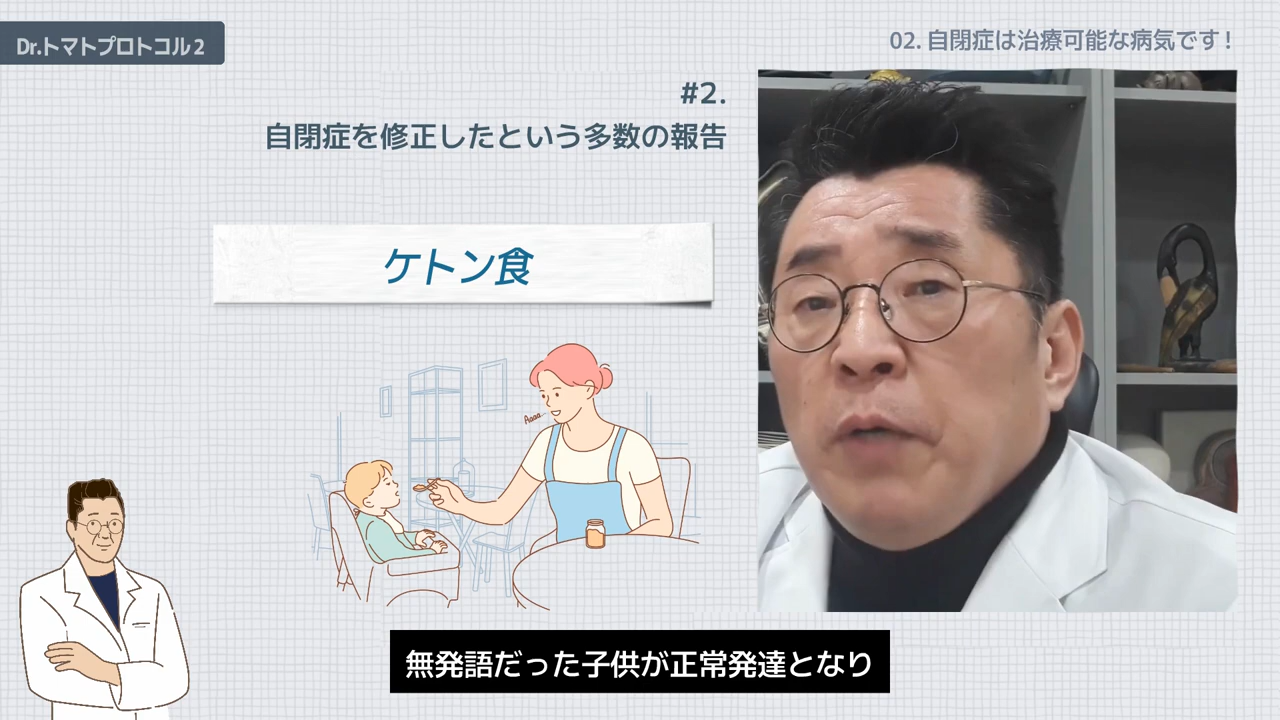 Dr.トマトプロトコル2
02. 自閉症は治療可能な病気です!
#2.
自閉症を修正したという多数の報告
ケトン食
Aaaa...
無発語だった子供が正常発達となり